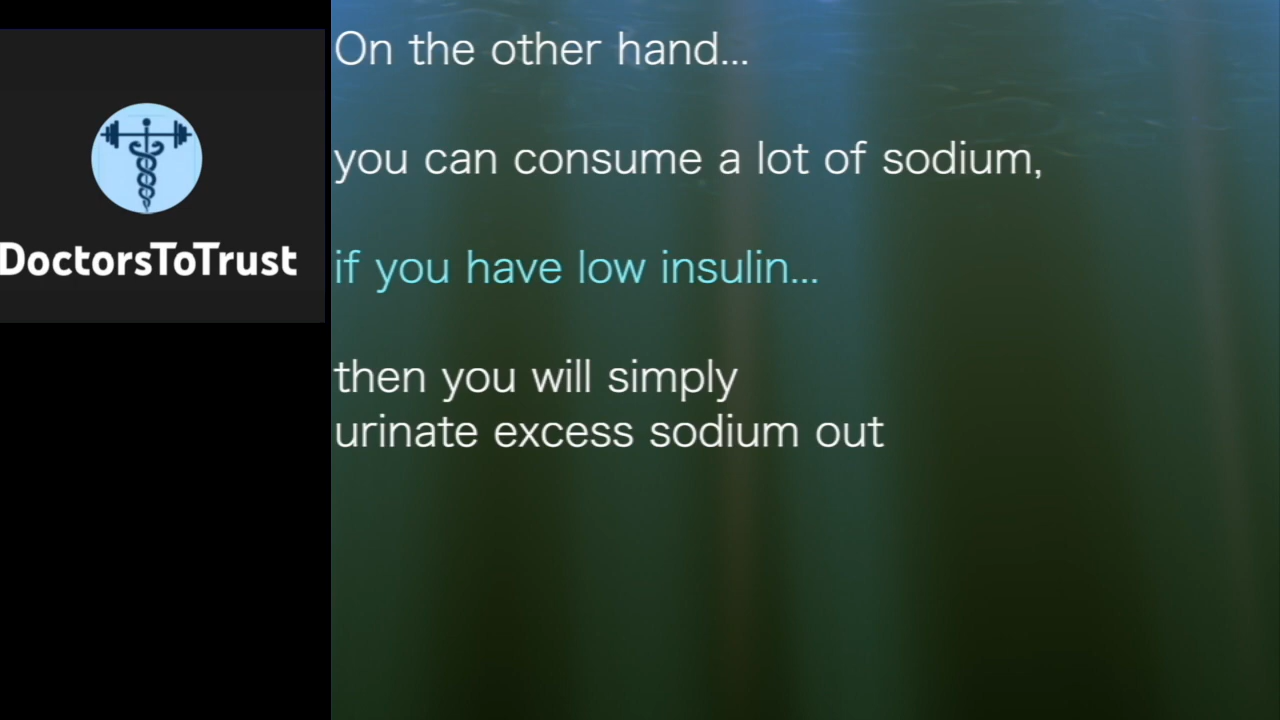 DoctorsToTrust
On the other hand...
you can consume a lot of sodium,
if you have low insulin...
then you will simply
urinate excess sodium out